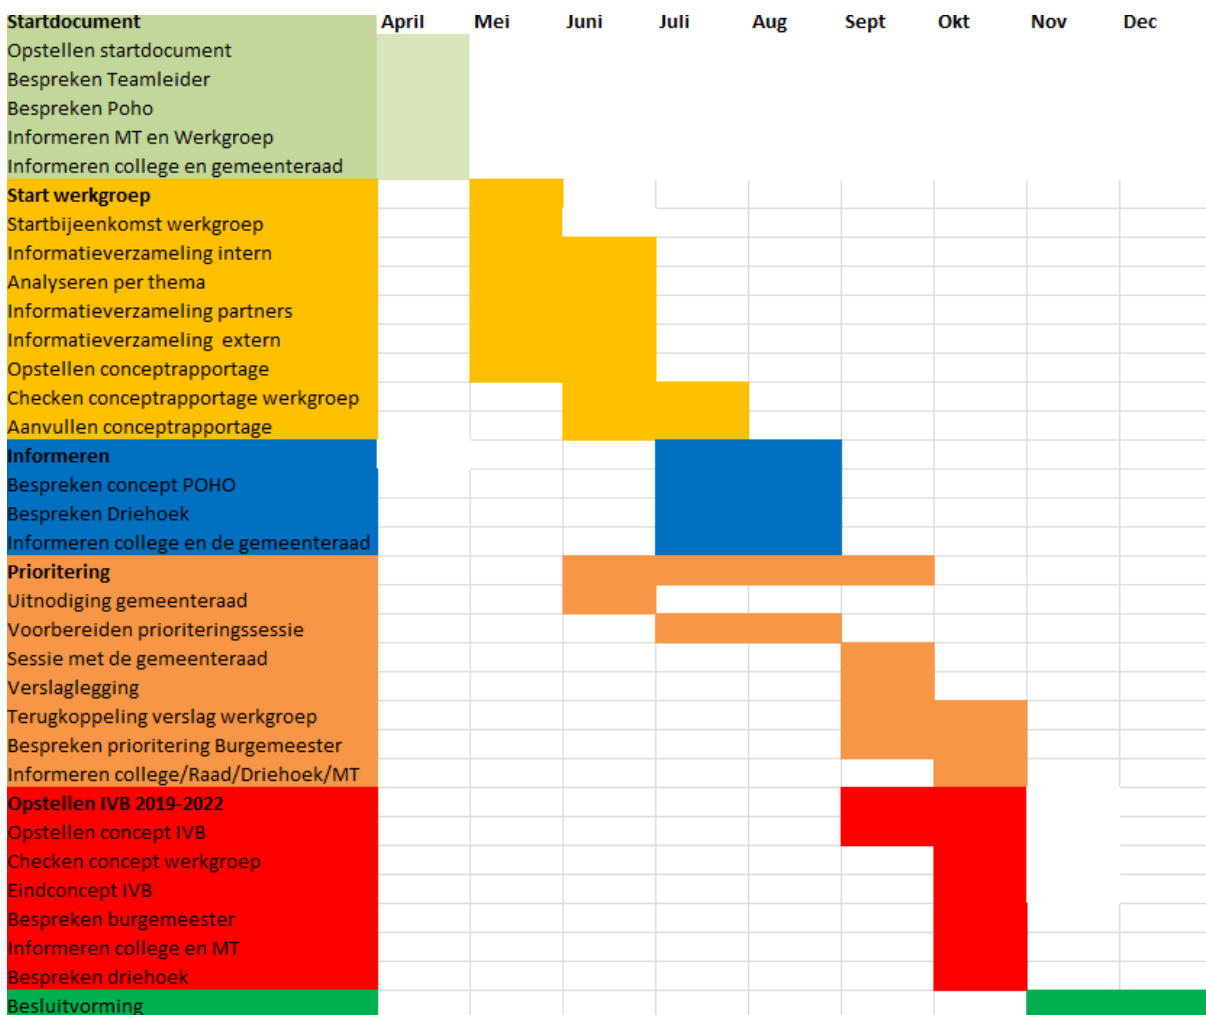 Startdocument April Mei Juni Juli Aug Sept Okt Nov Dec
Opstellen startdocument
Bespreken Teamleider
Bespreken Poho
Informeren MT en Werkgroep
Informeren college en gemeenteraad
Start werkgroep
Startbijeenkomst werkgroep
Informatieverzameling intern
Analyseren per thema
Informatieverzameling partners
Informatieverzameling extern
Opstellen conceptrapportage
Checken conceptrapportage werkgroep
Aanvullen conceptrapportage
Informeren
Bespreken concept POHO
Bespreken Driehoek
Informeren college en de gemeenteraad
Prioritering
Uitnodiging gemeenteraad
Voorbereiden prioriteringssessie
Sessie met de gemeenteraad
Verslaglegging
Terugkoppeling verslag werkgroep
Bespreken prioritering Burgemeester
Informeren college/Raad/Driehoek/MT
Opstellen IVB 2019-2022
Opstellen concept IVB
Checken concept werkgroep
Eindconcept IVB
Bespreken burgemeester
Informeren college en MT
Bespreken driehoek
Besluitvorming